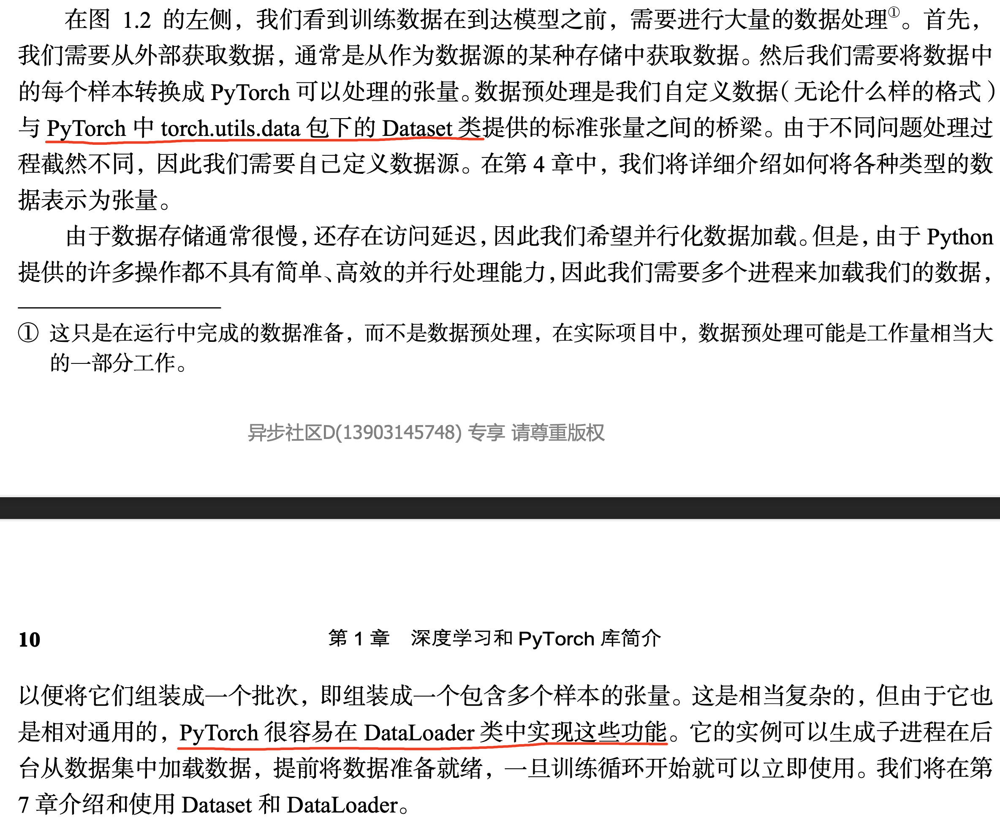 在图 1.2 的左侧，我们看到训练数据在到达模型之前，需要进行大量的数据处理①。首先，
我们需要从外部获取数据，通常是从作为数据源的某种存储中获取数据。然后我们需要将数据中
的每个样本转换成 PyTorch 可以处理的张量。数据预处理是我们自定义数据（无论什么样的格式）
与 PyTorch 中 torch.utils.data 包下的 Dataset 类提供的标准张量之间的桥梁。由于不同问题处理过
程截然不同，因此我们需要自己定义数据源。在第 4 章中，我们将详细介绍如何将各种类型的数
据表示为张量。
由于数据存储通常很慢，还存在访问延迟，因此我们希望并行化数据加载。但是，由于 Python
提供的许多操作都不具有简单、高效的并行处理能力，因此我们需要多个进程来加载我们的数据，
① 这只是在运行中完成的数据准备，而不是数据预处理，在实际项目中，数据预处理可能是工作量相当大
的一部分工作。
异步社区D(13903145748) 专享 请尊重版权
10 第 1 章 深度学习和 PyTorch 库简介
以便将它们组装成一个批次，即组装成一个包含多个样本的张量。这是相当复杂的，但由于它也
是相对通用的，PyTorch 很容易在 DataLoader 类中实现这些功能。它的实例可以生成子进程在后
台从数据集中加载数据，提前将数据准备就绪，一旦训练循环开始就可以立即使用。我们将在第
7 章介绍和使用 Dataset 和 DataLoader。